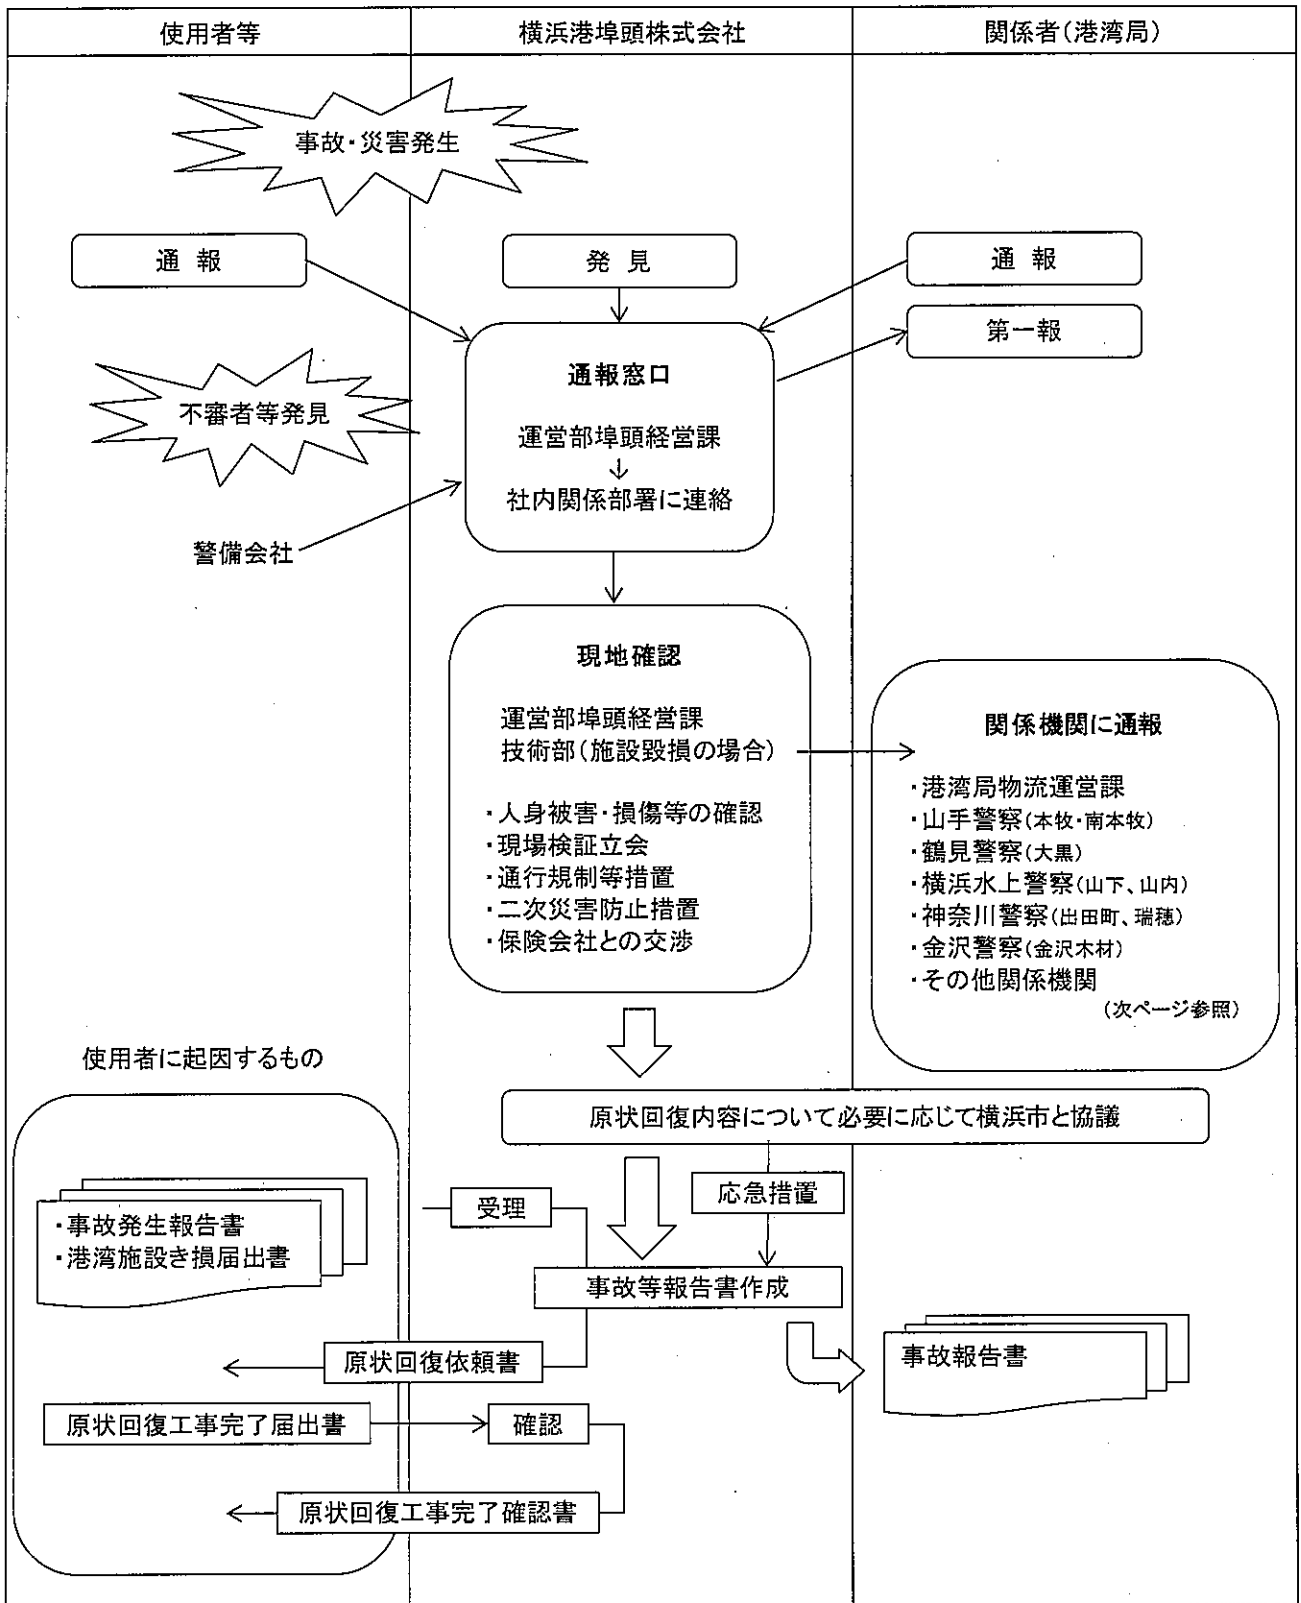 使用者等
横浜港埠頭株式会社
関係者(港湾局)
事故・災害発生
通 報
発 見
通 報
第一報
不審者等発見
通報窓口
運営部埠頭経営課
↓
社内関係部署に連絡
警備会社
現地確認
運営部埠頭経営課
技術部(施設毀損の場合)
・人身被害・損傷等の確認
・現場検証立会
・通行規制等措置
・二次災害防止措置
・保険会社との交渉
関係機関に通報
・港湾局物流運営課
・山手警察(本牧・南本牧)
・鶴見警察(大黒)
・横浜水上警察(山下、山内)
・神奈川警察(出田町、瑞穂)
・金沢警察(金沢木材)
・その他関係機関
(次ページ参照)
使用者に起因するもの
原状回復内容について必要に応じて横浜市と協議
・事故発生報告書
・港湾施設き損届出書
受理
応急措置
事故等報告書作成
原状回復依頼書
事故報告書
原状回復工事完了届出書
確認
原状回復工事完了確認書